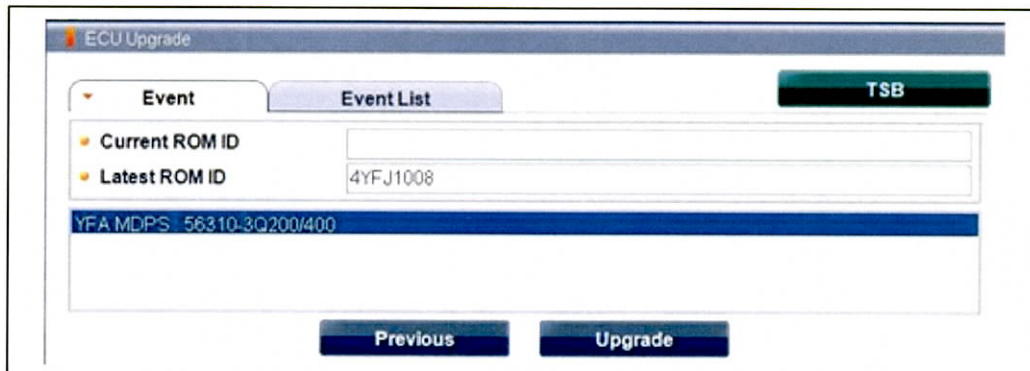 ECU Upgrade
TSB
Event
Event List
Current ROM ID
Latest ROM ID
4YFJ1008
YFA MDPS : 56310-3Q200/400
Previous
Upgrade